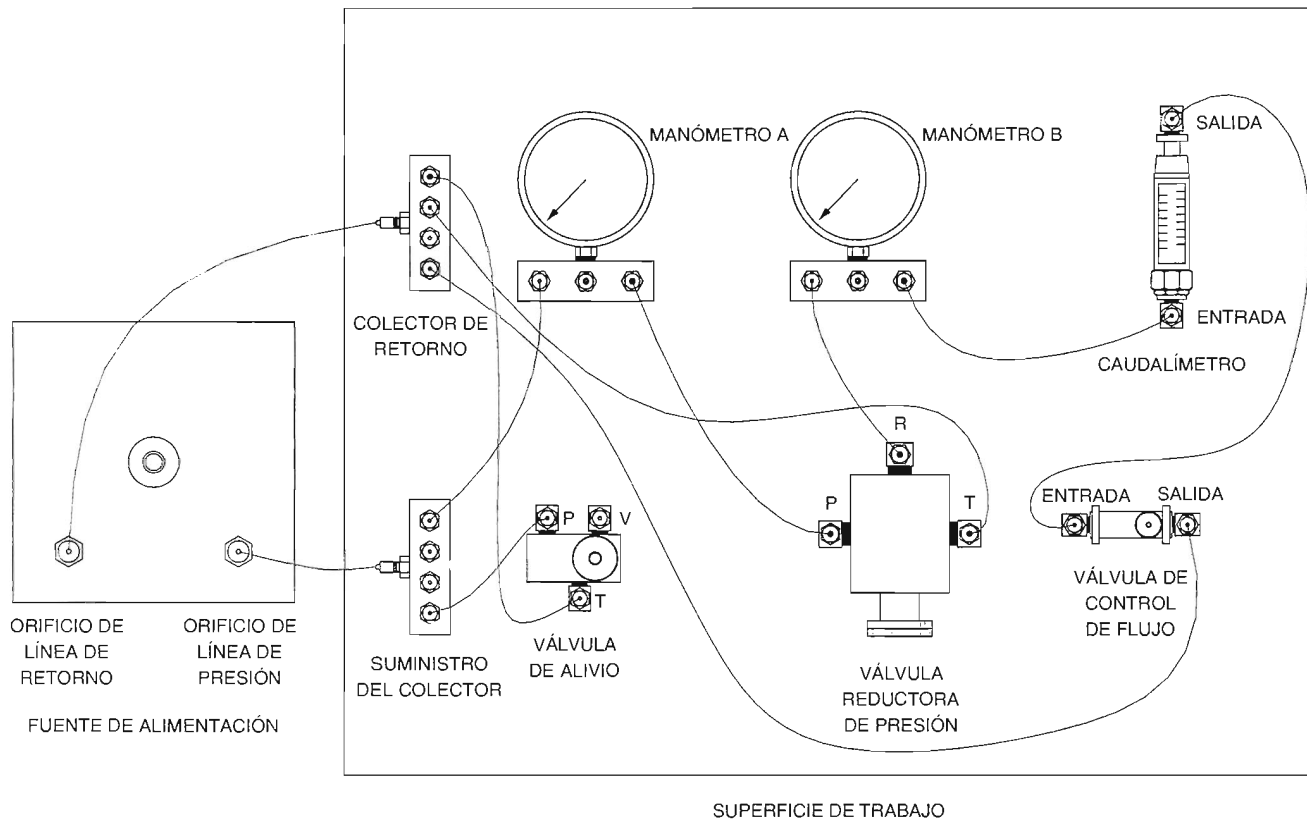 MANÓMETRO A
MANÓMETRO B
SALIDA
ENTRADA
CAUDALÍMETRO
COLECTOR DE
RETORNO
R
P
T
ENTRADA
SALIDA
VÁLVULA DE
CONTROL
DE FLUJO
P
V
T
VÁLVULA
DE ALIVIO
VÁLVULA
REDUCTORA
DE PRESIÓN
SUMINISTRO
DEL COLECTOR
ORIFICIO DE
LÍNEA DE
RETORNO
ORIFICIO DE
LÍNEA DE
PRESIÓN
FUENTE DE ALIMENTACIÓN
SUPERFICIE DE TRABAJO